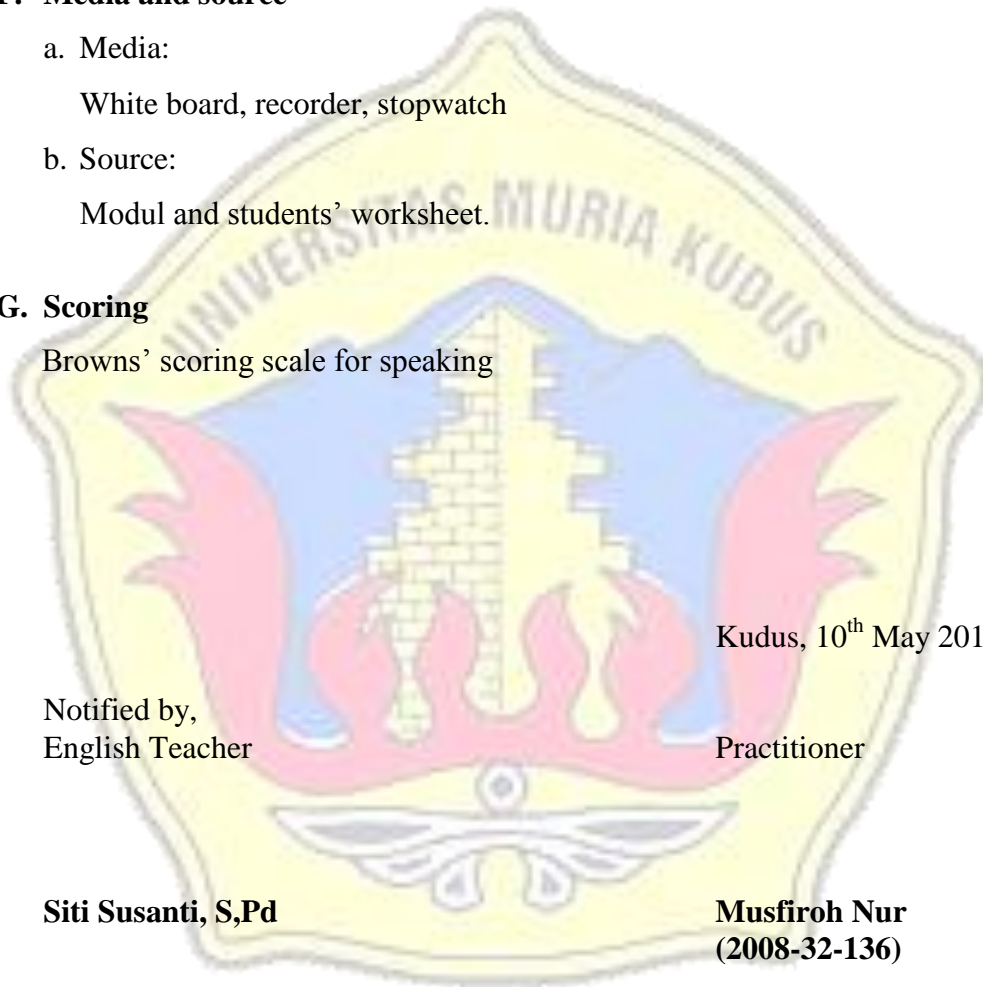 F. Media and source
a. Media:
White board, recorder, stopwatch
b. Source:
Modul and students’ worksheet.
UNIVERSITAS MURIA KUDUS
G. Scoring
Browns’ scoring scale for speaking
Kudus, 10th May 201
Notified by,
English Teacher
Practitioner
Siti Susanti, S,Pd
Musfiroh Nur
(2008-32-136)